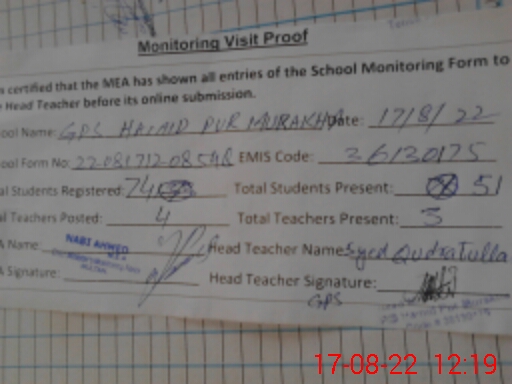 Monitoring Visit Proof
certified that the MEA has shown all entries of the School Monitoring Form to
Head Teacher before its online submission.
ool Name: GPS HAMID PUR MURAKHA Date: 17/8/22
ool Form No: EMIS Code: 36130175
al Students Registered: 74 Total Students Present: 51
al Teachers Posted: 4 Total Teachers Present: 3
A Name: NABI AHMED Head Teacher Name: Syed Qudratulla
A Signature: Head Teacher Signature:
GPS
17-08-22 12:19